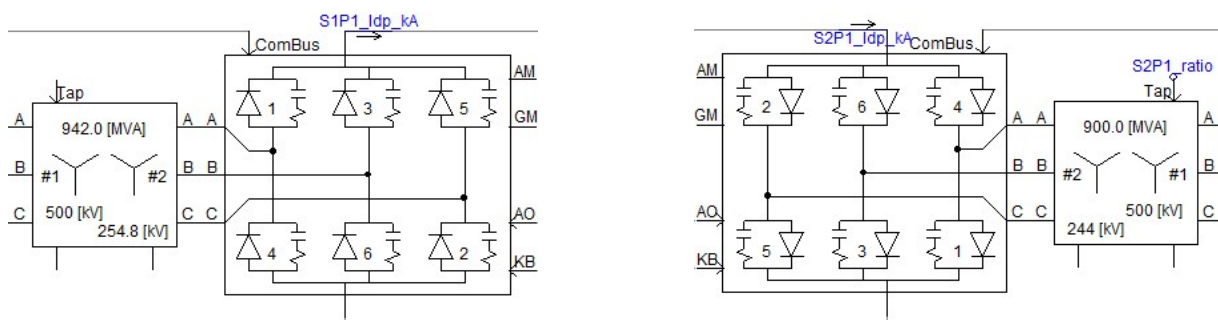 S1P1_Idp_kA
ComBus
Tap
942.0 [MVA]
A
B
C
#1
#2
500 [kV]
254.8 [kV]
A A
B B
C C
1
3
5
4
6
2
AM
GM
AO
KB
S2P1_Idp_kA
ComBus
AM
GM
AO
KB
2
6
4
5
3
1
A A
B B
C C
S2P1_ratio
Tap
900.0 [MVA]
#2
#1
500 [kV]
244 [kV]
A
B
C